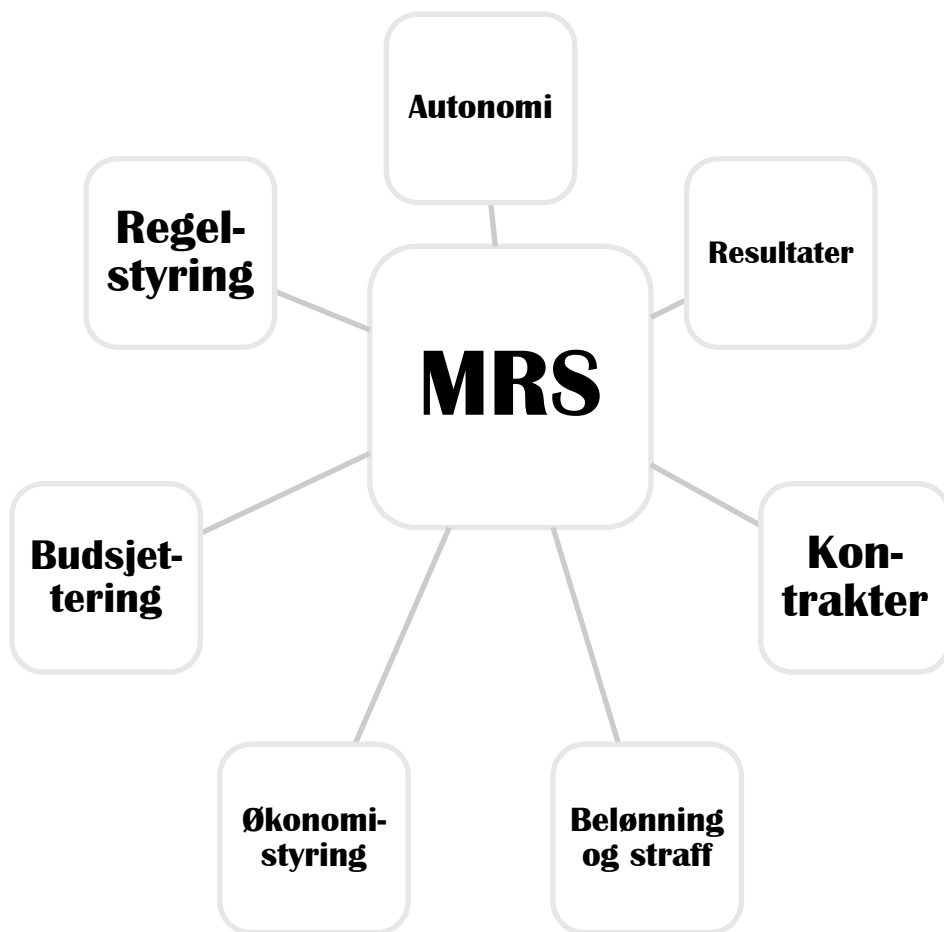 Autonomi
Regel-
styring
Resultater
MRS
Budsjet-
tering
Kon-
trakter
Økonomi-
styring
Belønning
og straff